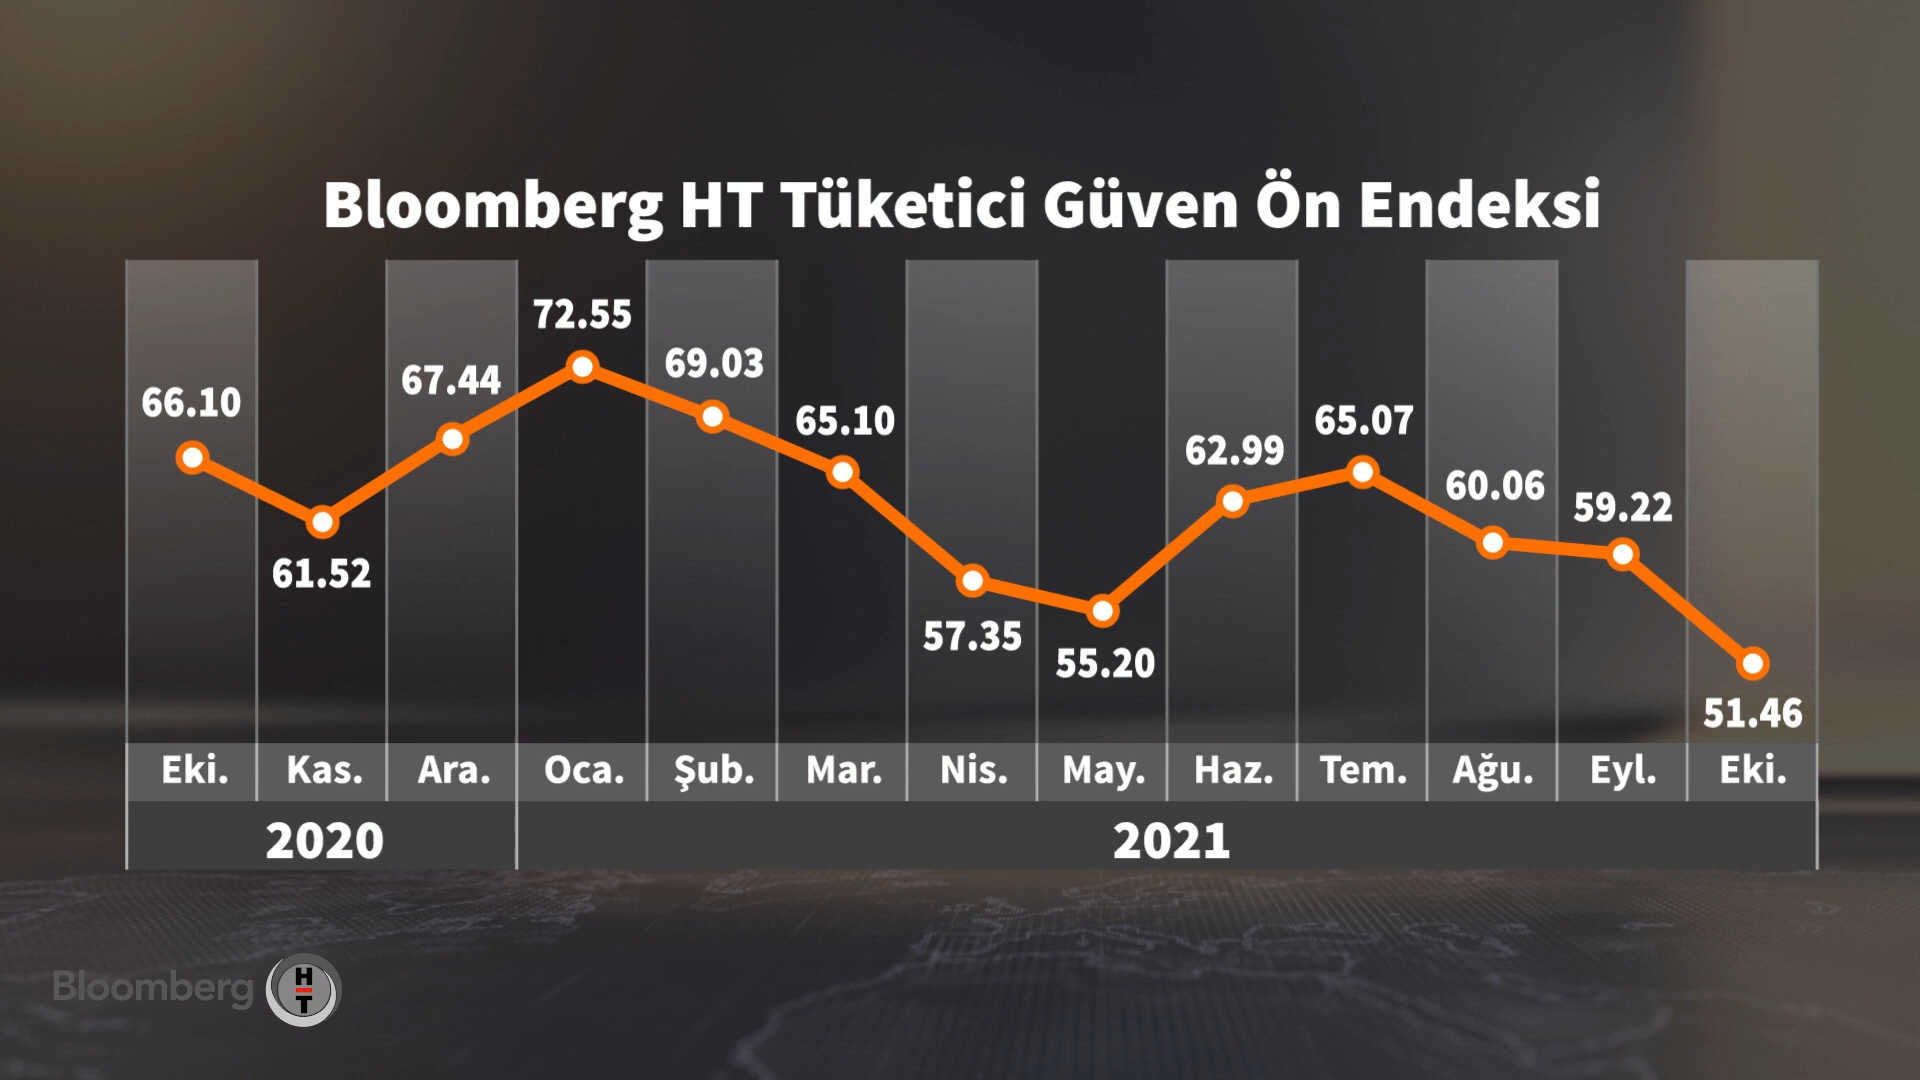 Bloomberg HT Tüketici Güven Ön Endeksi
66.10 61.52 67.44 72.55 69.03 65.10 57.35 55.20 62.99 65.07 60.06 59.22 51.46
Eki. Kas. Ara. Oca. Şub. Mar. Nis. May. Haz. Tem. Ağu. Eyl. Eki.
2020 2021
Bloomberg HT